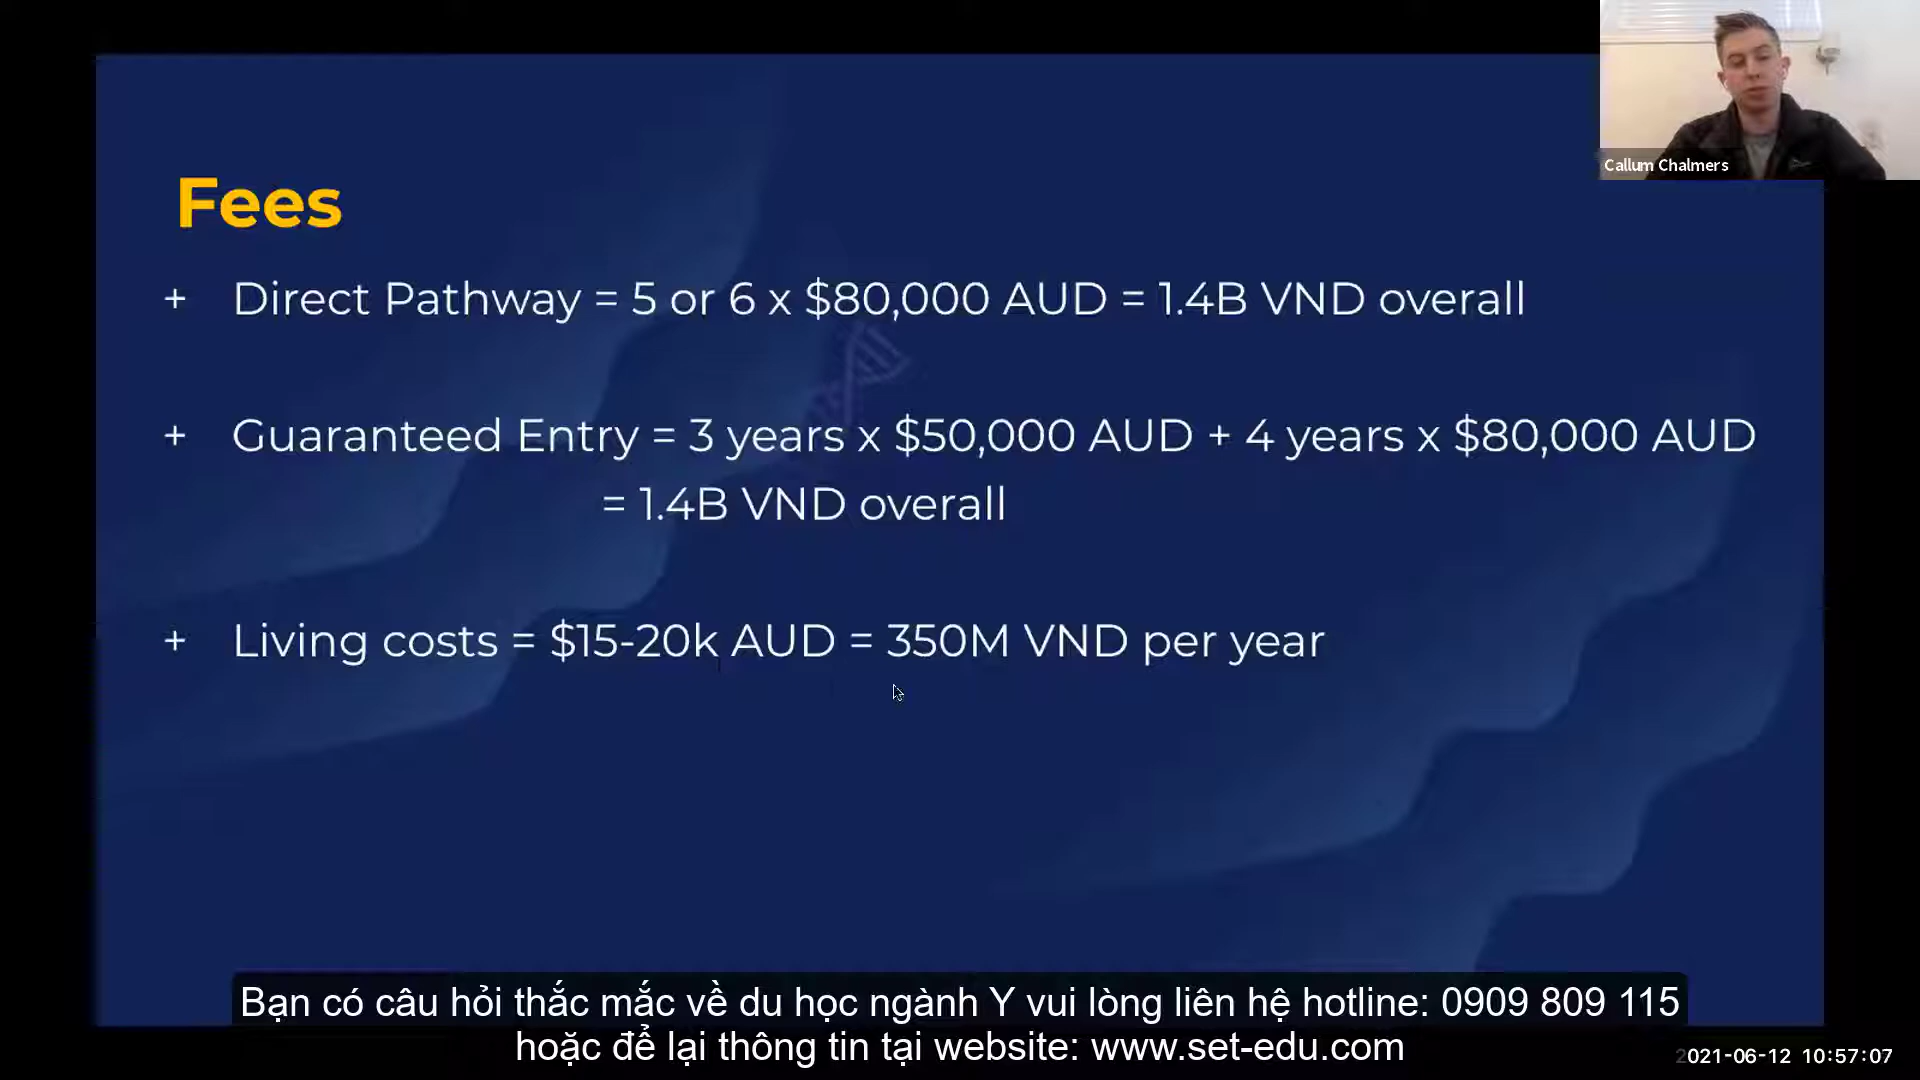 Callum Chalmers
Fees
+ Direct Pathway = 5 or 6 x $80,000 AUD = 1.4B VND overall
+ Guaranteed Entry = 3 years x $50,000 AUD + 4 years x $80,000 AUD
= 1.4B VND overall
+ Living costs = $15-20k AUD = 350M VND per year
Bạn có câu hỏi thắc mắc về du học ngành Y vui lòng liên hệ hotline: 0909 809 115
hoặc để lại thông tin tại website: www.set-edu.com
2021-06-12 10:57:07